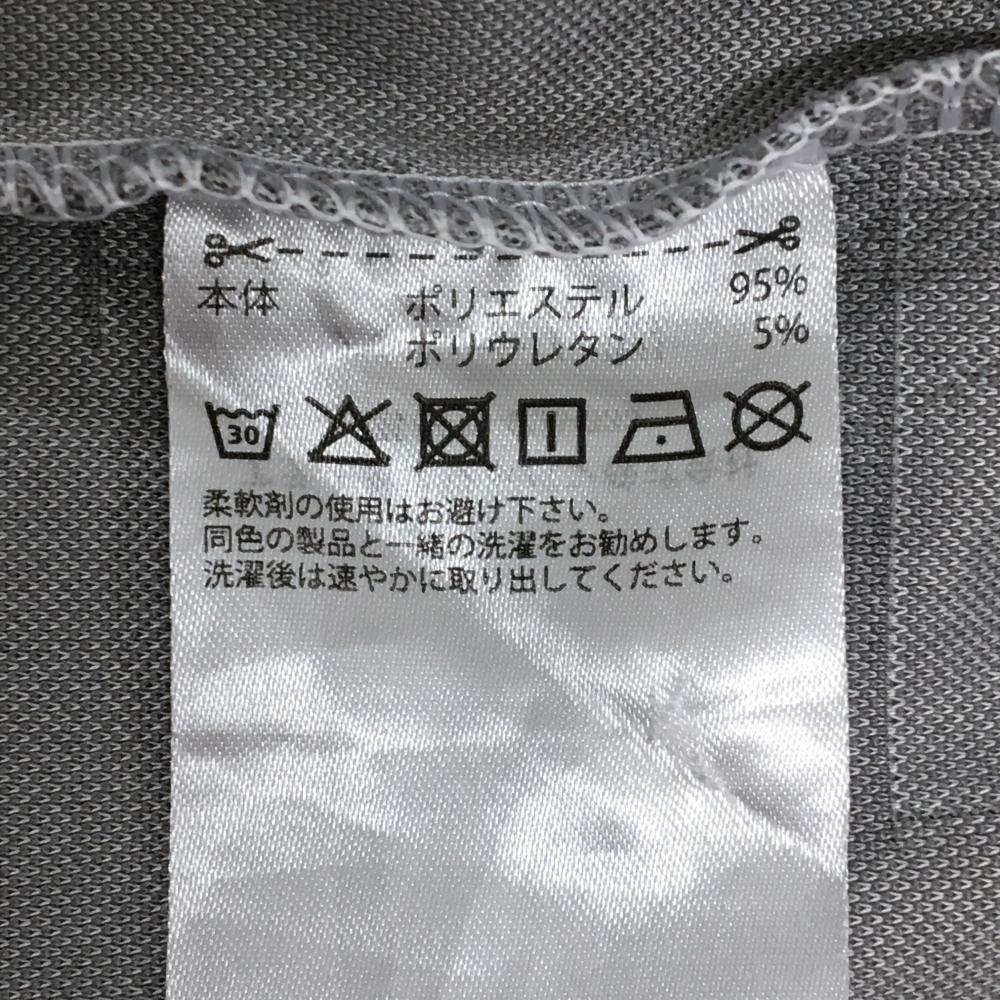 本体 ポリエステル 95%
ポリウレタン 5%
30
柔軟剤の使用はお避け下さい。
同色の製品と一緒の洗濯をお勧めします。
洗濯後は速やかに取り出してください。